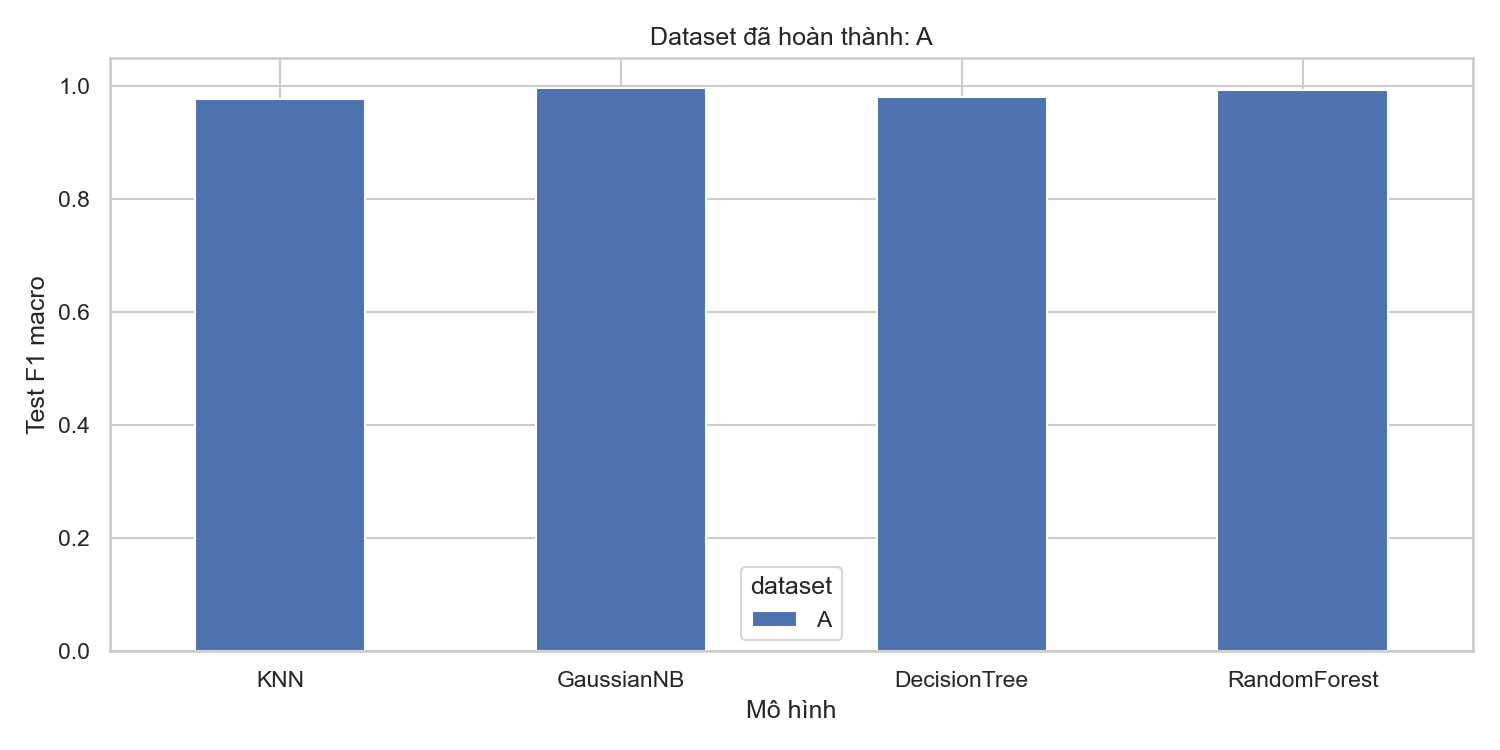 Dataset đã hoàn thành: A
Test F1 macro
1.0
0.8
0.6
0.4
0.2
0.0
dataset
A
KNN
GaussianNB
DecisionTree
RandomForest
Mô hình